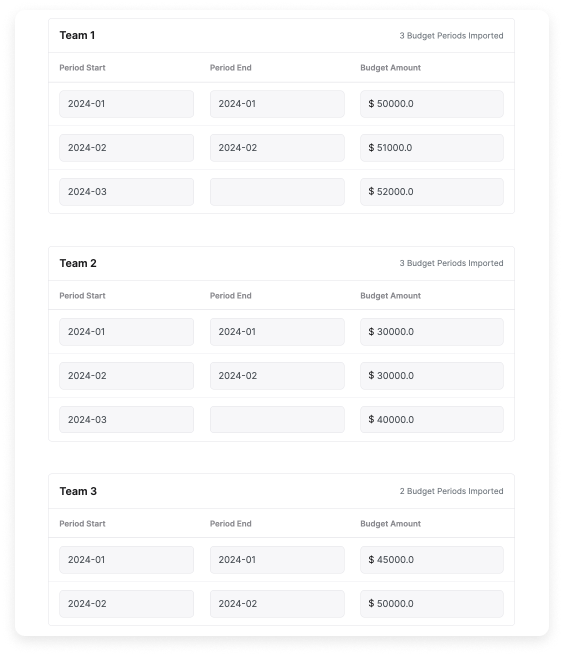 Team 1 3 Budget Periods Imported
Period Start Period End Budget Amount
2024-01 2024-01 $ 50000.0
2024-02 2024-02 $ 51000.0
2024-03 $ 52000.0
Team 2 3 Budget Periods Imported
Period Start Period End Budget Amount
2024-01 2024-01 $ 30000.0
2024-02 2024-02 $ 30000.0
2024-03 $ 40000.0
Team 3 2 Budget Periods Imported
Period Start Period End Budget Amount
2024-01 2024-01 $ 45000.0
2024-02 2024-02 $ 50000.0